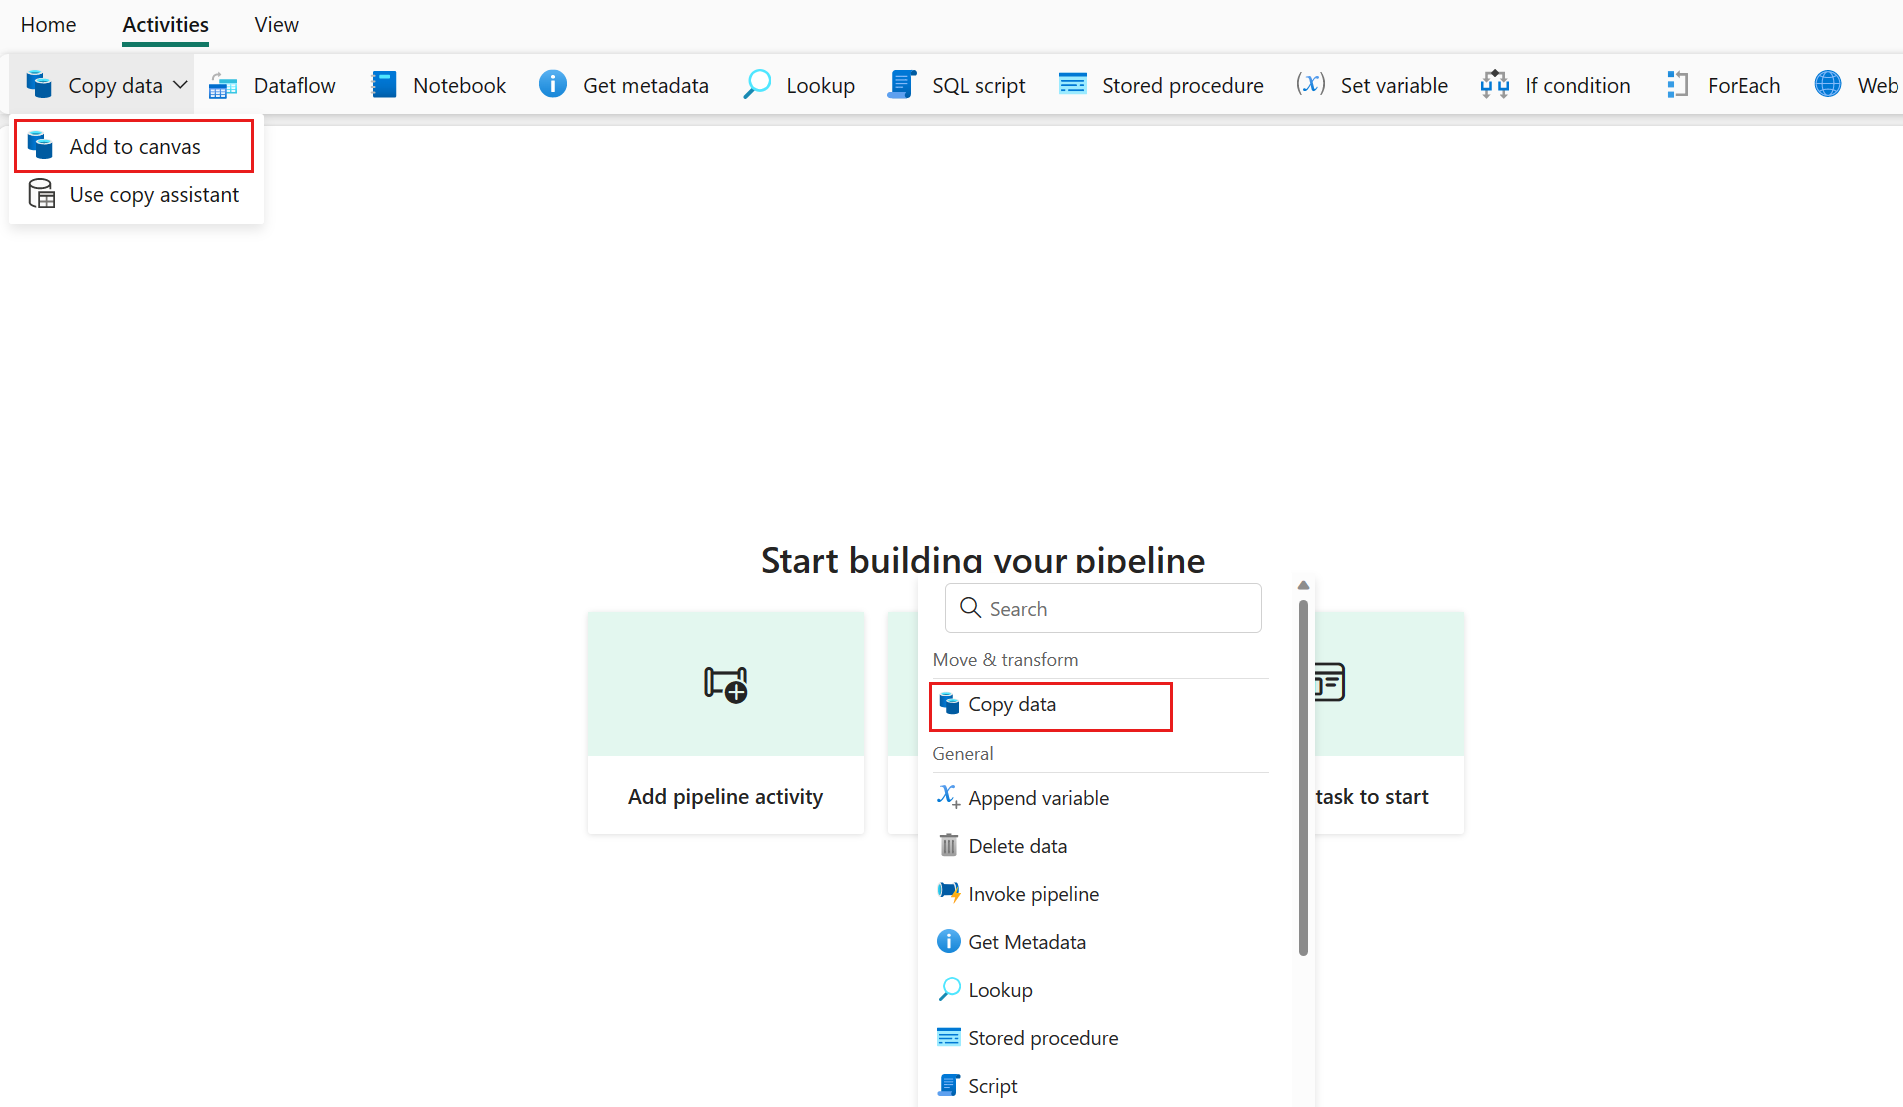 Home Activities View
Copy data Dataflow Notebook Get metadata Lookup SQL script Stored procedure Set variable If condition ForEach Web
Add to canvas
Use copy assistant
Start building your pipeline
Search
Move & transform
Copy data
General
Add pipeline activity
task to start
Append variable
Delete data
Invoke pipeline
Get Metadata
Lookup
Stored procedure
Script